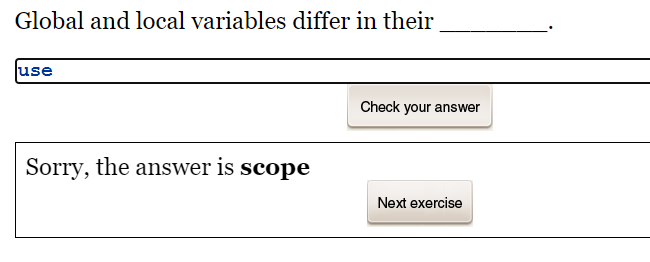 Global and local variables differ in their ________.
use
Check your answer
Sorry, the answer is scope
Next exercise